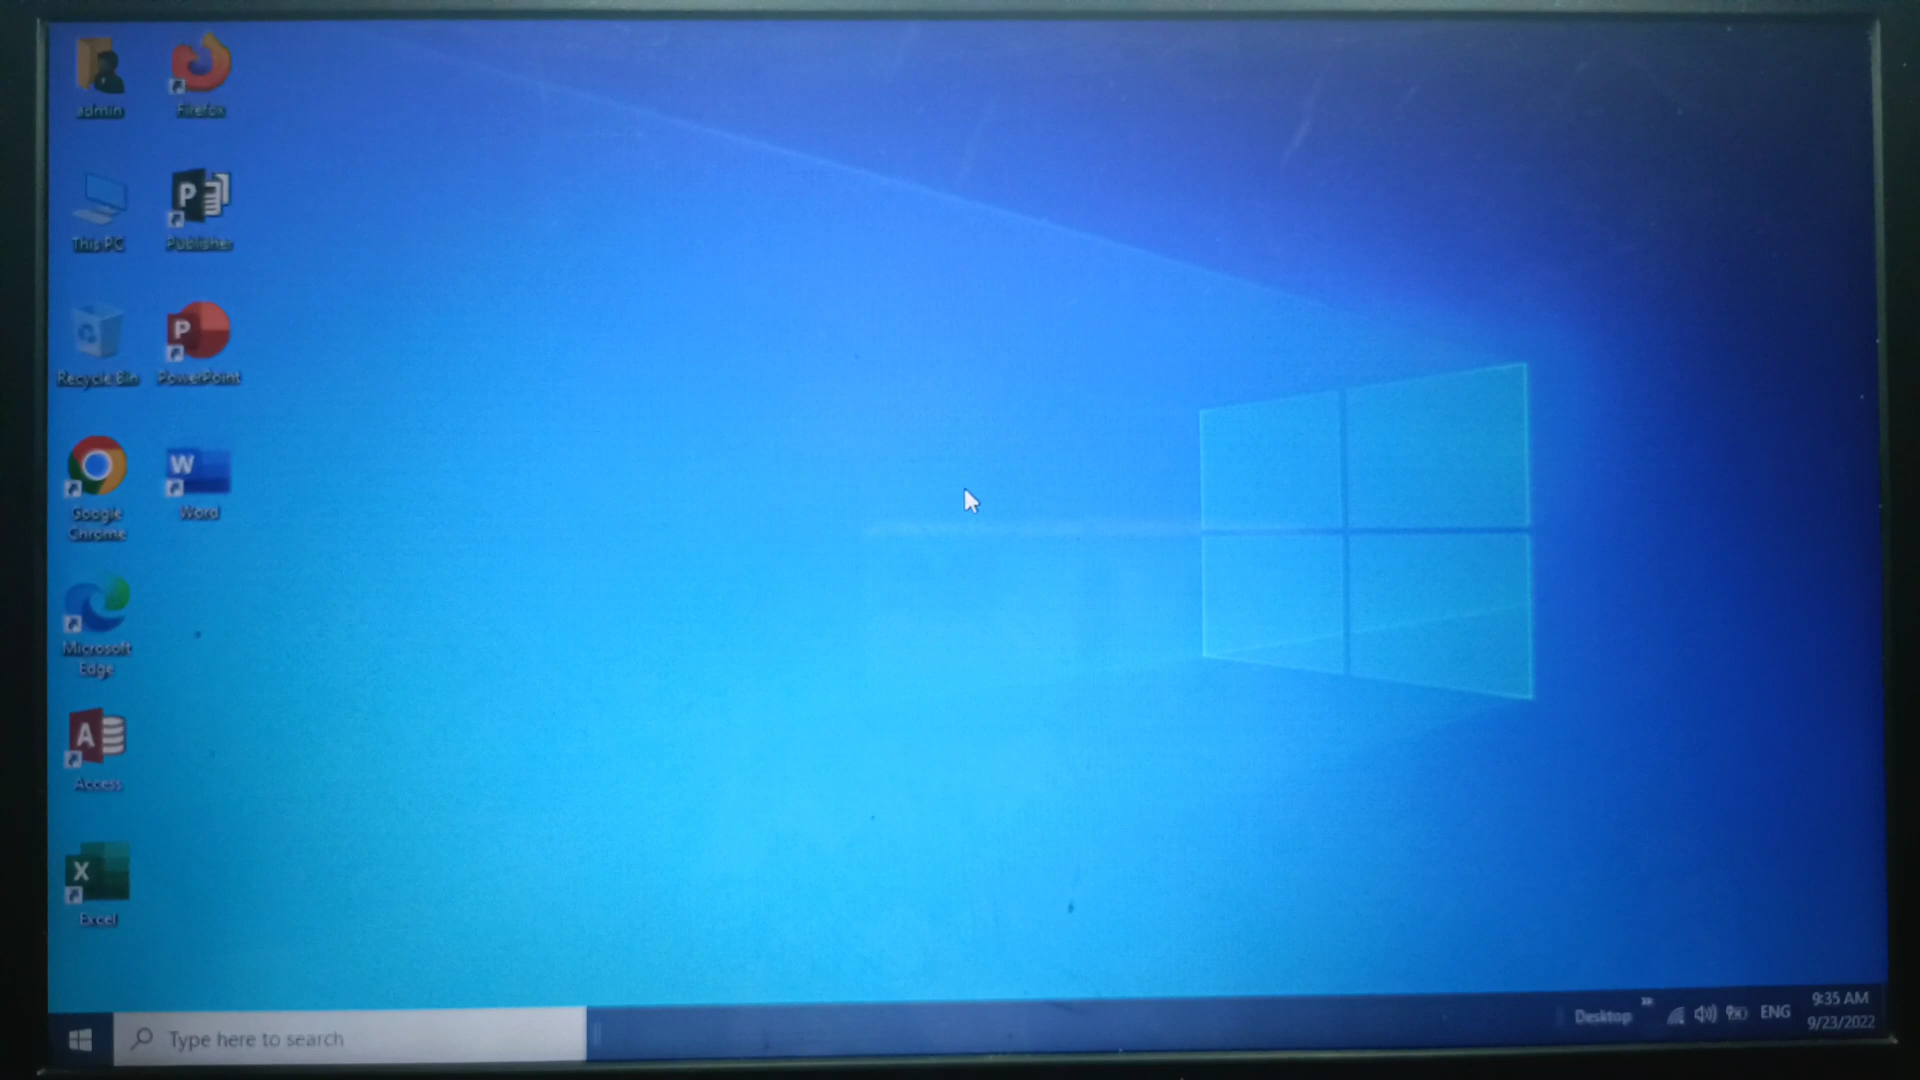 admin
Firefox
This PC
Publisher
Recycle Bin
PowerPoint
Google
Chrome
Word
Microsoft
Edge
Access
Excel
Type here to search
Desktop
ENG
9:35 AM
9/23/2022